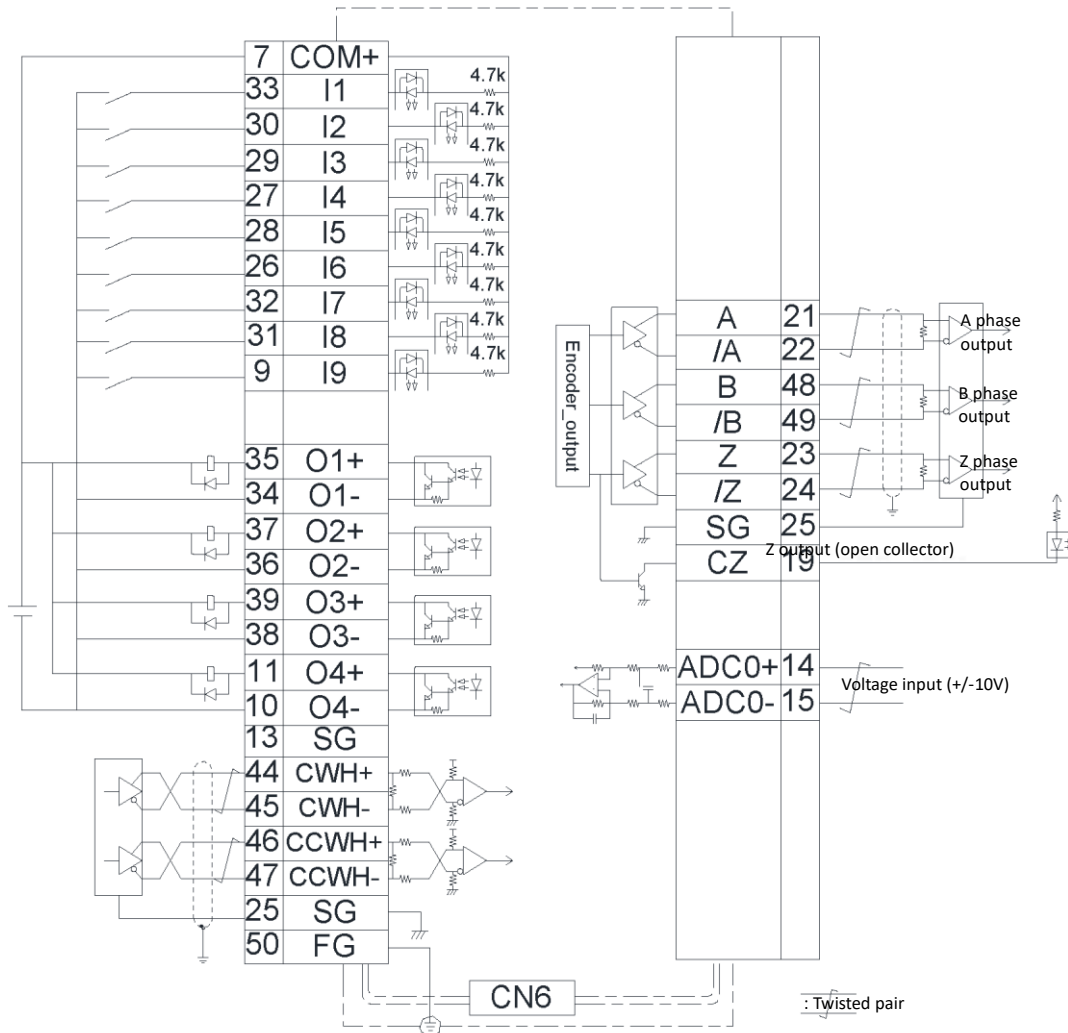 7 COM+
4.7k
33 I1
4.7k
30 I2
4.7k
29 I3
4.7k
27 I4
4.7k
28 I5
4.7k
26 I6
4.7k
32 I7
4.7k
31 I8
4.7k
9 I9
35 O1+
34 O1-
37 O2+
36 O2-
39 O3+
38 O3-
11 O4+
10 O4-
13 SG
44 CWH+
45 CWH-
46 CCWH+
47 CCWH-
25 SG
50 FG
Encoder_output
A 21
/A 22
A phase
output
B 48
/B 49
B phase
output
Z 23
/Z 24
Z phase
output
SG 25
Z output (open collector)
CZ 19
ADC0+ 14
Voltage input (+/-10V)
ADC0- 15
CN6
: Twisted pair